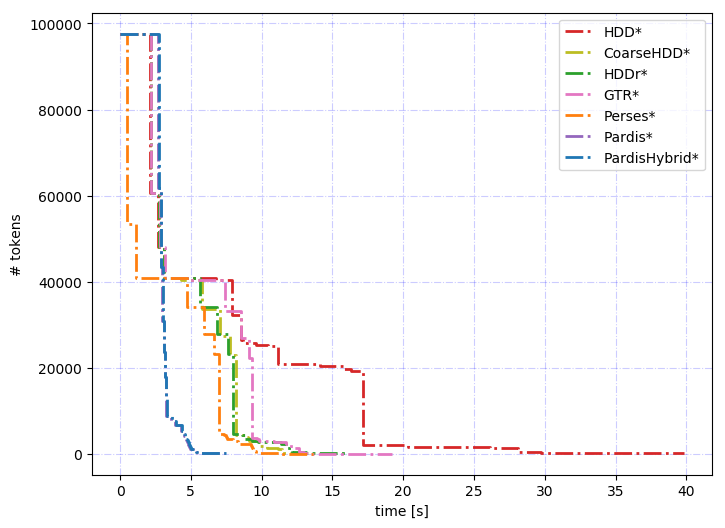 100000
80000
60000
40000
20000
0
# tokens
0 5 10 15 20 25 30 35 40
time [s]
HDD*
CoarseHDD*
HDDr*
GTR*
Perses*
Pardis*
PardisHybrid*